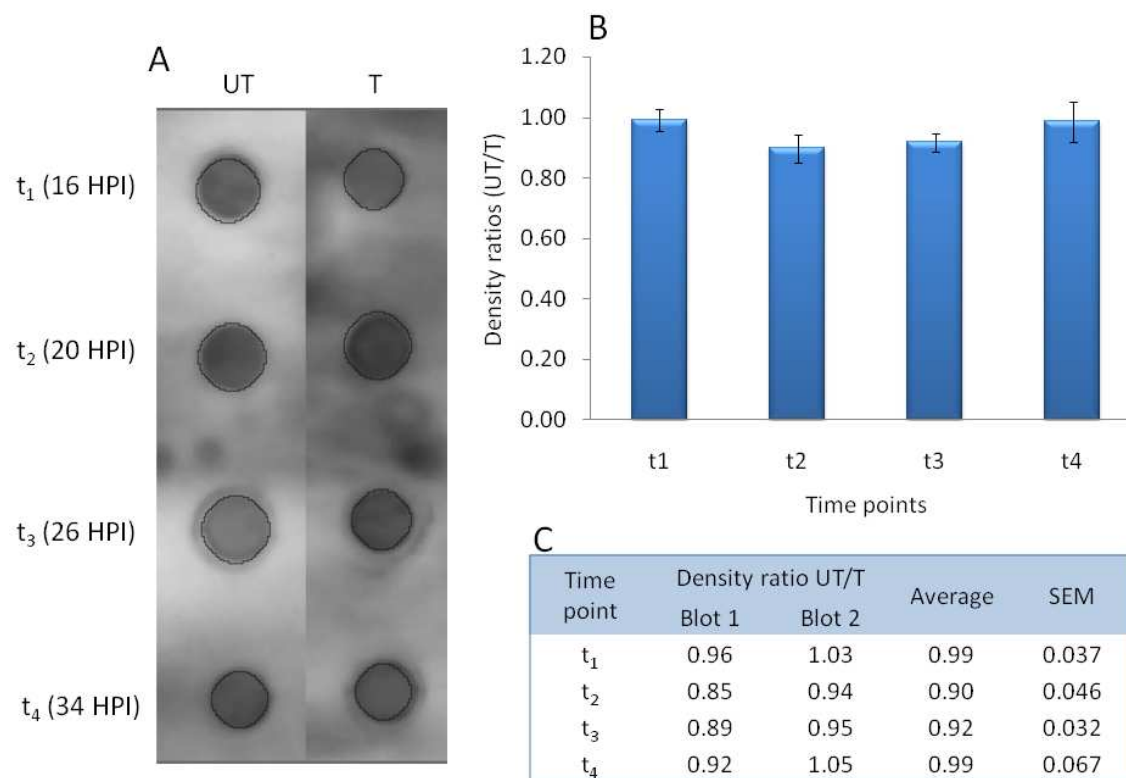 A
UT T
t₁ (16 HPI)
t₂ (20 HPI)
t₃ (26 HPI)
t₄ (34 HPI)
B
Density ratios (UT/T)
1.20
1.00
0.80
0.60
0.40
0.20
0.00
t1 t2 t3 t4
Time points
C
Time point Density ratio UT/T Average SEM
Blot 1 Blot 2
t₁ 0.96 1.03 0.99 0.037
t₂ 0.85 0.94 0.90 0.046
t₃ 0.89 0.95 0.92 0.032
t₄ 0.92 1.05 0.99 0.067